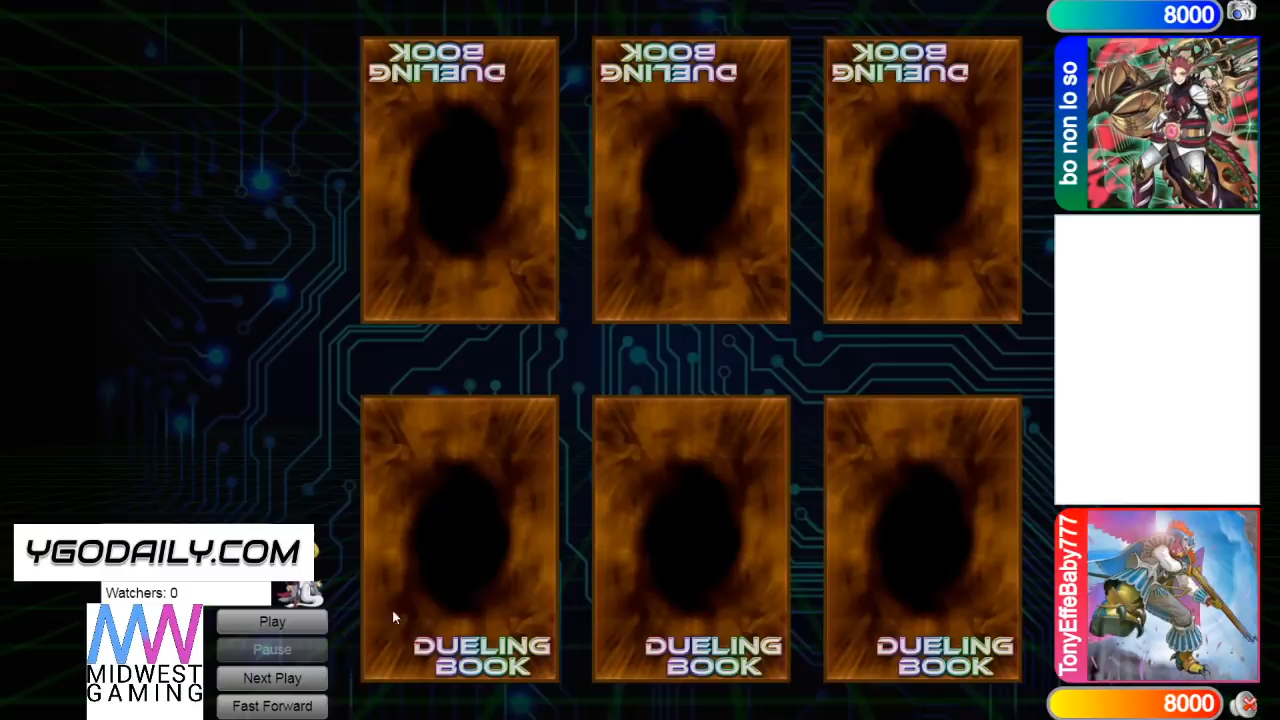 8000
bo non lo so
DUELING
BOOK
DUELING
BOOK
DUELING
BOOK
DUELING
BOOK
DUELING
BOOK
DUELING
BOOK
YGODAILY.COM
Watchers: 0
MW
MIDWEST
GAMING
Play
Pause
Next Play
Fast Forward
TonyEffeBaby777
8000